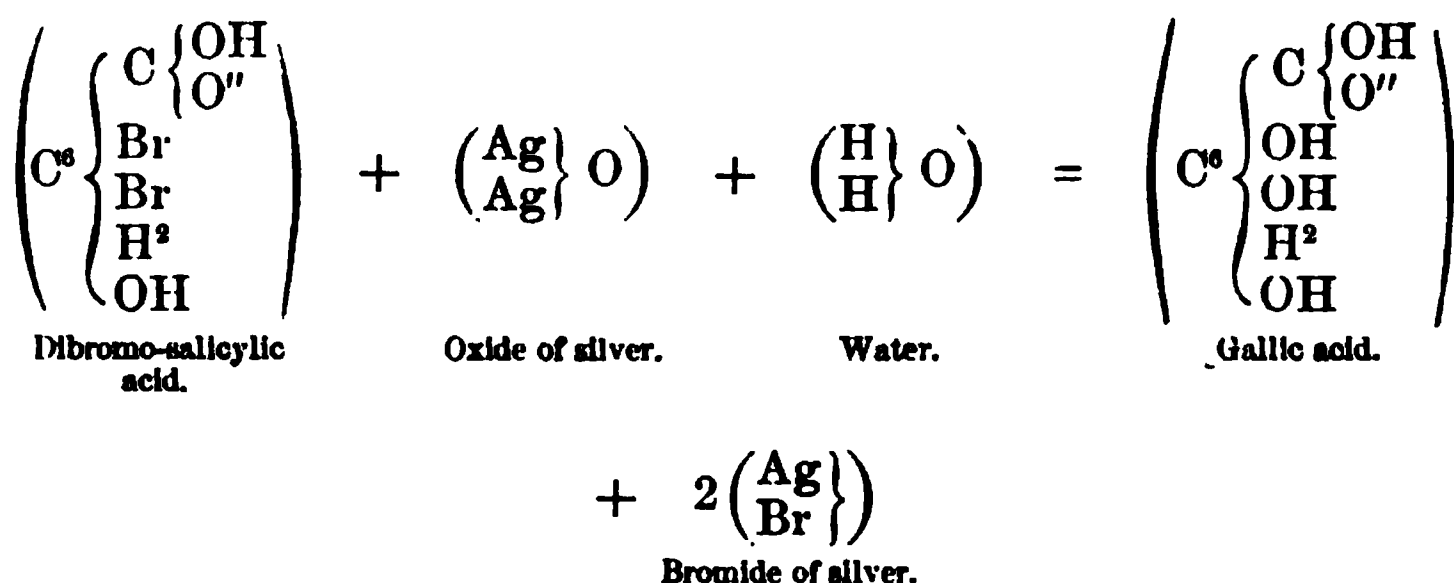 (C⁶ { C { OH O″ Br Br H² OH ) + ( Ag Ag } O ) + ( H H } O ) = ( C⁶ { C { OH O″ OH OH H² OH )
Dibromo-salicylic acid. Oxide of silver. Water. Gallic acid.
+ 2 ( Ag Br } )
Bromide of silver.